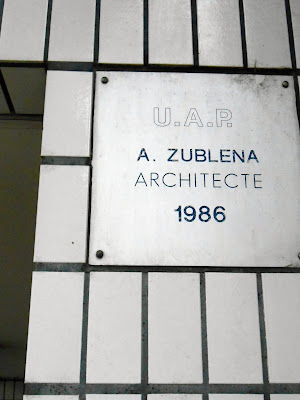 U.A.P.
A. ZUBLENA
ARCHITECTE
1986